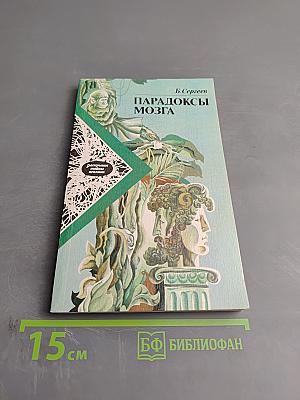 Б. Сергеев
ПАРАДОКСЫ
МОЗГА
15 см
БФ БИБЛИОФАН